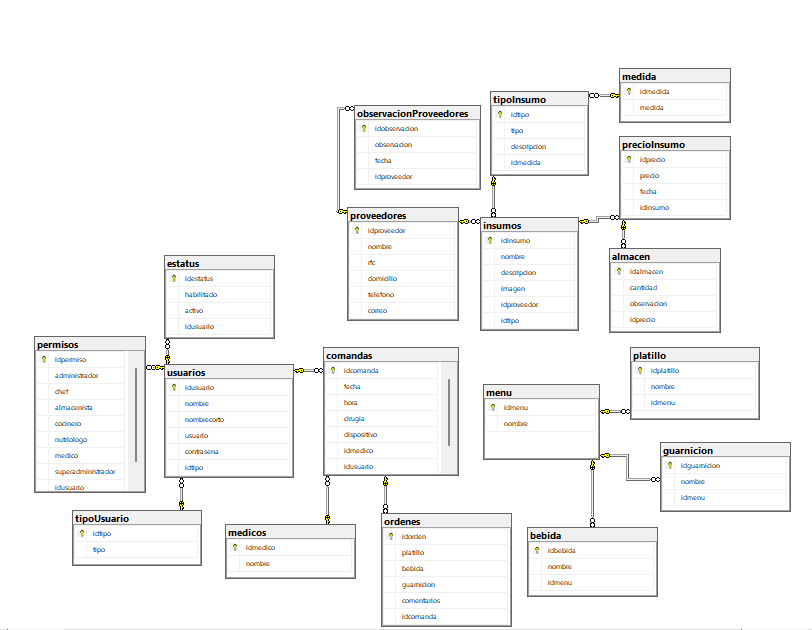 medida
idmedida
medida
tipoInsumo
idtipo
tipo
descripcion
idmedida
observacionProveedores
idobservacion
observacion
fecha
idproveedor
precioInsumo
idprecio
precio
fecha
idinsumo
proveedores
idproveedor
nombre
rfc
domicilio
telefono
correo
insumos
idinsumo
nombre
descripcion
imagen
idproveedor
idtipo
almacen
idalmacen
cantidad
observacion
idprecio
estatus
idestatus
habilitado
activo
idusuario
permisos
idpermiso
administrador
chef
almacenista
cocinero
nutriologo
medico
superadministrador
idusuario
usuarios
idusuario
nombre
nombrecorto
usuario
contrasena
idtipo
comandas
idcomanda
fecha
hora
cirugia
dispositivo
idmedico
idusuario
platillo
idplatillo
nombre
idmenu
menu
idmenu
nombre
guarnicion
idguarnicion
nombre
idmenu
tipoUsuario
idtipo
tipo
medicos
idmedico
nombre
ordenes
idorden
platillo
bebida
guarnicion
comentarios
idcomanda
bebida
idbebida
nombre
idmenu